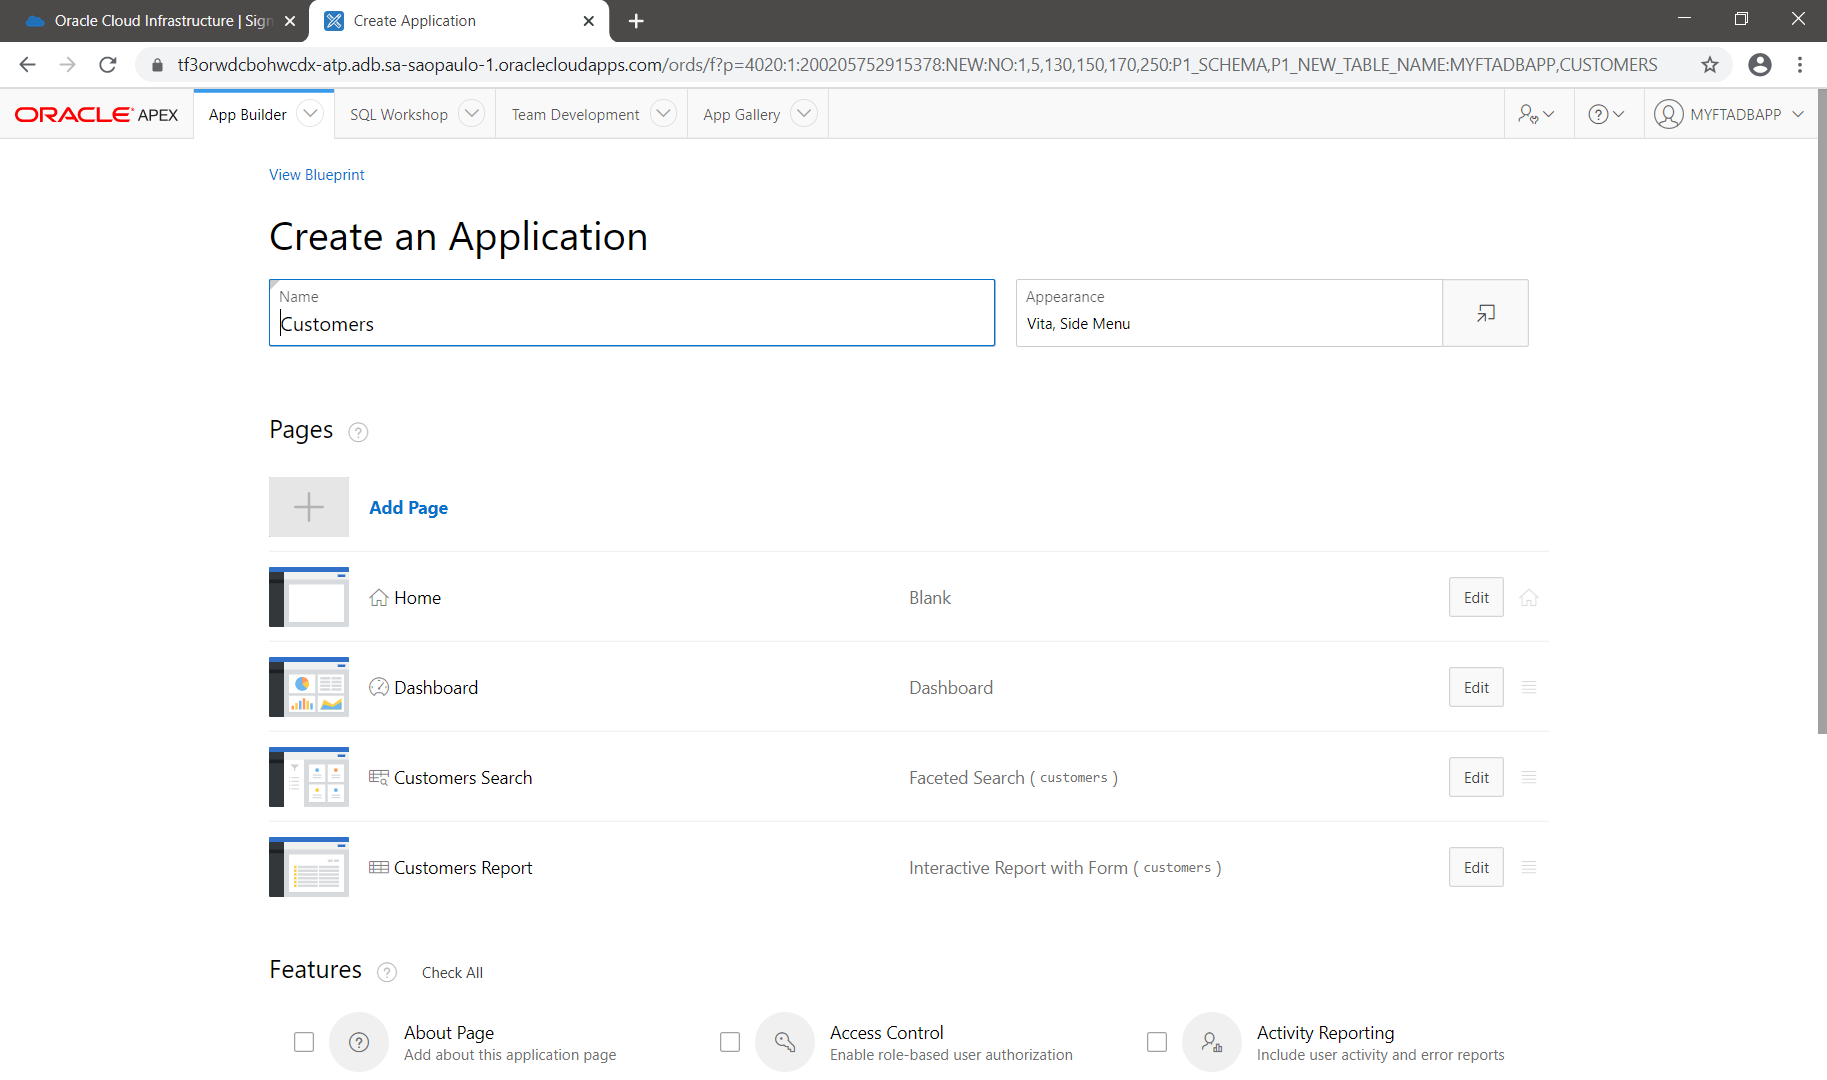 Oracle Cloud Infrastructure | Sign
Create Application
tf3orwdcbohwcdx-atp.adb.sa-saopaulo-1.oraclecloudapps.com/ords/f?p=4020:1:200205752915378:NEW:NO:1,5,130,150,170,250:P1_SCHEMA,P1_NEW_TABLE_NAME:MYFTADBAPP,CUSTOMERS
ORACLE APEX
App Builder
SQL Workshop
Team Development
App Gallery
MYFTADBAPP
View Blueprint
Create an Application
Name
Customers
Appearance
Vita, Side Menu
Pages
Add Page
Home
Blank
Edit
Dashboard
Dashboard
Edit
Customers Search
Faceted Search ( customers )
Edit
Customers Report
Interactive Report with Form ( customers )
Edit
Features
Check All
About Page
Add about this application page
Access Control
Enable role-based user authorization
Activity Reporting
Include user activity and error reports